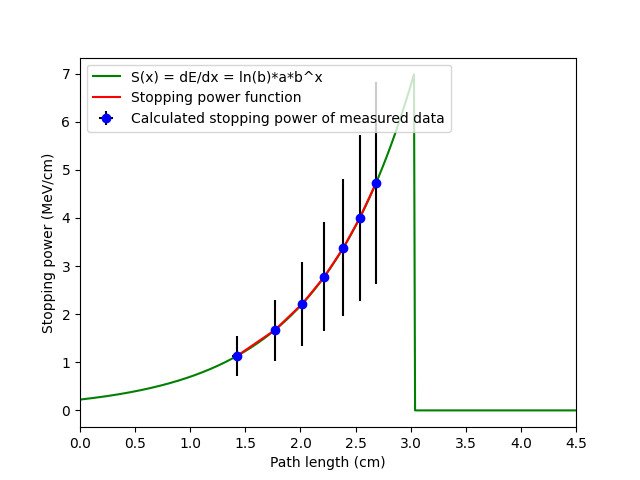 S(x) = dE/dx = ln(b)*a*b^x
Stopping power function
Calculated stopping power of measured data
Stopping power (MeV/cm)
7
6
5
4
3
2
1
0
0.0 0.5 1.0 1.5 2.0 2.5 3.0 3.5 4.0 4.5
Path length (cm)